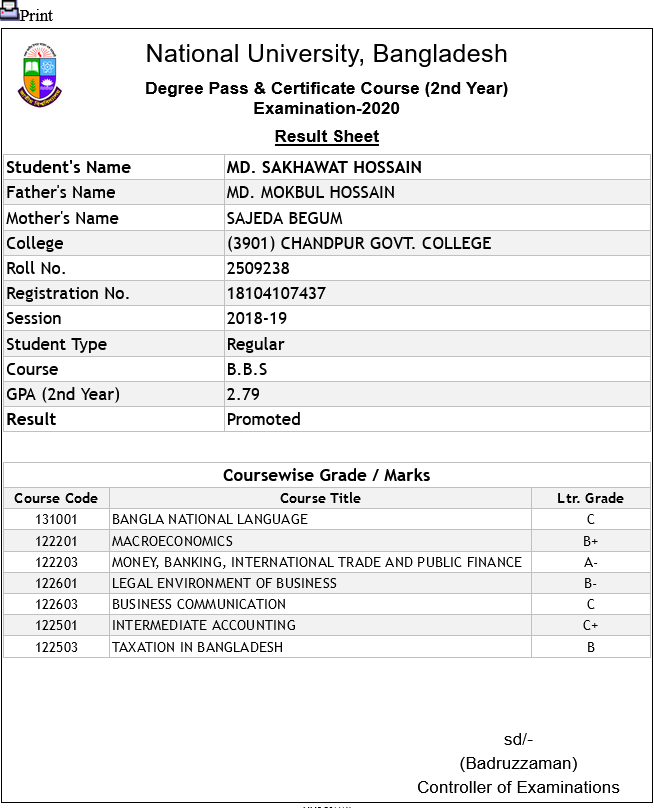 Print
National University, Bangladesh
Degree Pass & Certificate Course (2nd Year)
Examination-2020
Result Sheet
Student's Name MD. SAKHAWAT HOSSAIN
Father's Name MD. MOKBUL HOSSAIN
Mother's Name SAJEDA BEGUM
College (3901) CHANDPUR GOVT. COLLEGE
Roll No. 2509238
Registration No. 18104107437
Session 2018-19
Student Type Regular
Course B.B.S
GPA (2nd Year) 2.79
Result Promoted
Coursewise Grade / Marks
Course Code Course Title Ltr. Grade
131001 BANGLA NATIONAL LANGUAGE C
122201 MACROECONOMICS B+
122203 MONEY, BANKING, INTERNATIONAL TRADE AND PUBLIC FINANCE A-
122601 LEGAL ENVIRONMENT OF BUSINESS B-
122603 BUSINESS COMMUNICATION C
122501 INTERMEDIATE ACCOUNTING C+
122503 TAXATION IN BANGLADESH B
sd/-
(Badruzzaman)
Controller of Examinations